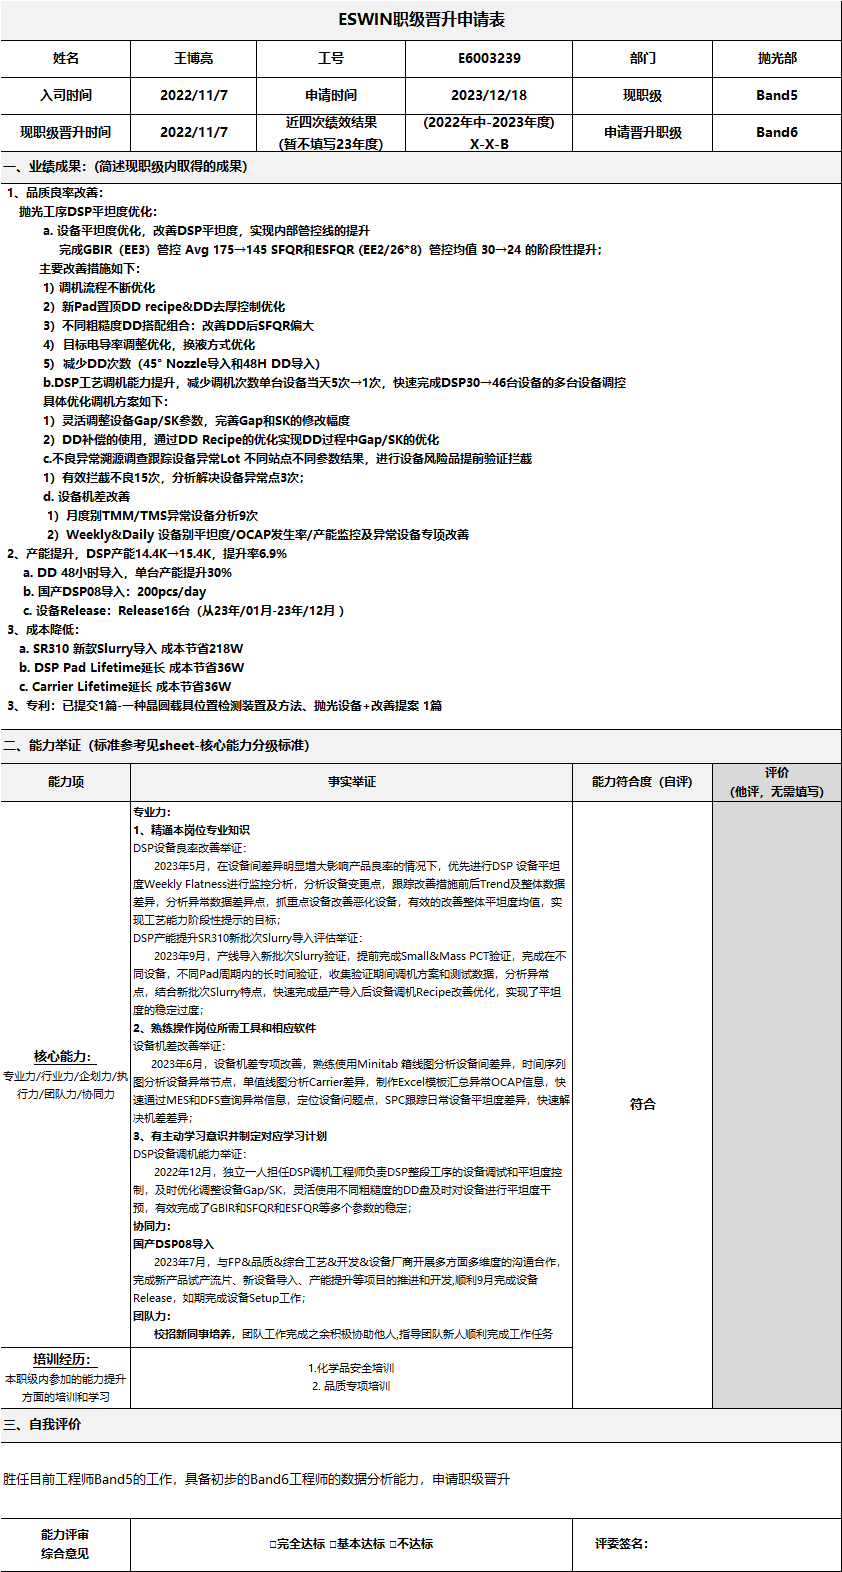 ESWIN职级晋升申请表
姓名 王博亮 工号 E6003239 部门 抛光部
入司时间 2022/11/7 申请时间 2023/12/18 现职级 Band5
现职级晋升时间 2022/11/7 近四次绩效结果 (暂不填写23年度) (2022年中-2023年度) X-X-B 申请晋升职级 Band6
一、业绩成果：(简述现职级内取得的成果)
1、品质良率改善：
抛光工序DSP平坦度优化：
a. 设备平坦度优化，改善DSP平坦度，实现内部管控线的提升
完成GBIR（EE3）管控 Avg 175→145 SFQR和ESFQR (EE2/26*8）管控均值 30→24 的阶段性提升；
主要改善措施如下：
1）调机流程不断优化
2）新Pad置顶DD recipe&DD去厚控制优化
3）不同粗糙度DD搭配组合：改善DD后SFQR偏大
4）目标电导率调整优化，换液方式优化
5）减少DD次数（45° Nozzle导入和48H DD导入）
b.DSP工艺调机能力提升，减少调机次数单台设备当天5次→1次，快速完成DSP30→46台设备的多台设备调控
具体优化调机方案如下：
1）灵活调整设备Gap/SK参数，完善Gap和SK的修改幅度
2）DD补偿的使用，通过DD Recipe的优化实现DD过程中Gap/SK的优化
c.不良异常溯源调查跟踪设备异常Lot 不同站点不同参数结果，进行设备风险品提前验证拦截
1）有效拦截不良15次，分析解决设备异常点3次；
d. 设备机差改善
1）月度别TMM/TMS异常设备分析9次
2）Weekly&Daily 设备别平坦度/OCAP发生率/产能监控及异常设备专项改善
2、产能提升，DSP产能14.4K→15.4K，提升率6.9%
a. DD 48小时导入，单台产能提升30%
b. 国产DSP08导入：200pcs/day
c. 设备Release：Release16台（从23年/01月-23年/12月 ）
3、成本降低：
a. SR310 新款Slurry导入 成本节省218W
b. DSP Pad Lifetime延长 成本节省36W
c. Carrier Lifetime延长 成本节省36W
3、专利：已提交1篇-一种晶圆载具位置检测装置及方法、抛光设备+改善提案 1篇
二、能力举证（标准参考见sheet-核心能力分级标准）
能力项 事实举证 能力符合度（自评） 评价
（他评，无需填写）
核心能力：
专业力/行业力/企划力/执
行力/团队力/协同力
专业力：
1、精通本岗位专业知识
DSP设备良率改善举证：
2023年5月，在设备间差异明显增大影响产品良率的情况下，优先进行DSP 设备平坦
度Weekly Flatness进行监控分析，分析设备变更点，跟踪改善措施前后Trend及整体数据
差异，分析异常数据差异点，抓重点设备改善恶化设备，有效的改善整体平坦度均值，实
现工艺能力阶段性提示的目标；
DSP产能提升SR310新批次Slurry导入评估举证：
2023年9月，产线导入新批次Slurry验证，提前完成Small&Mass PCT验证，完成在不
同设备，不同Pad周期内的长时间验证，收集验证期间调机方案和测试数据，分析异常
点，结合新批次Slurry特点，快速完成量产导入后设备调机Recipe改善优化，实现了平坦
度的稳定过度；
2、熟练操作岗位所需工具和相应软件
设备机差改善举证：
2023年6月，设备机差专项改善，熟练使用Minitab 箱线图分析设备间差异，时间序列
图分析设备异常节点，单值线图分析Carrier差异，制作Excel模板汇总异常OCAP信息，快
速通过MES和DFS查询异常信息，定位设备问题点，SPC跟踪日常设备平坦度差异，快速解
决机差差异；
3、有主动学习意识并制定对应学习计划
DSP设备调机能力举证：
2022年12月，独立一人担任DSP调机工程师负责DSP整段工序的设备调试和平坦度控
制，及时优化调整设备Gap/SK，灵活使用不同粗糙度的DD盘及时对设备进行平坦度干
预，有效完成了GBIR和SFQR和ESFQR等多个参数的稳定；
协同力：
国产DSP08导入
2023年7月，与FP&品质&综合工艺&开发&设备厂商开展多方面多维度的沟通合作，
完成新产品试产流片、新设备导入、产能提升等项目的推进和开发,顺利9月完成设备
Release，如期完成设备Setup工作；
团队力：
校招新同事培养，团队工作完成之余积极协助他人,指导团队新人顺利完成工作任务
符合
培训经历：
本职级内参加的能力提升
方面的培训和学习
1.化学品安全培训
2. 品质专项培训
三、自我评价
胜任目前工程师Band5的工作，具备初步的Band6工程师的数据分析能力，申请职级晋升
能力评审
综合意见
□完全达标 □基本达标 □不达标
评委签名：